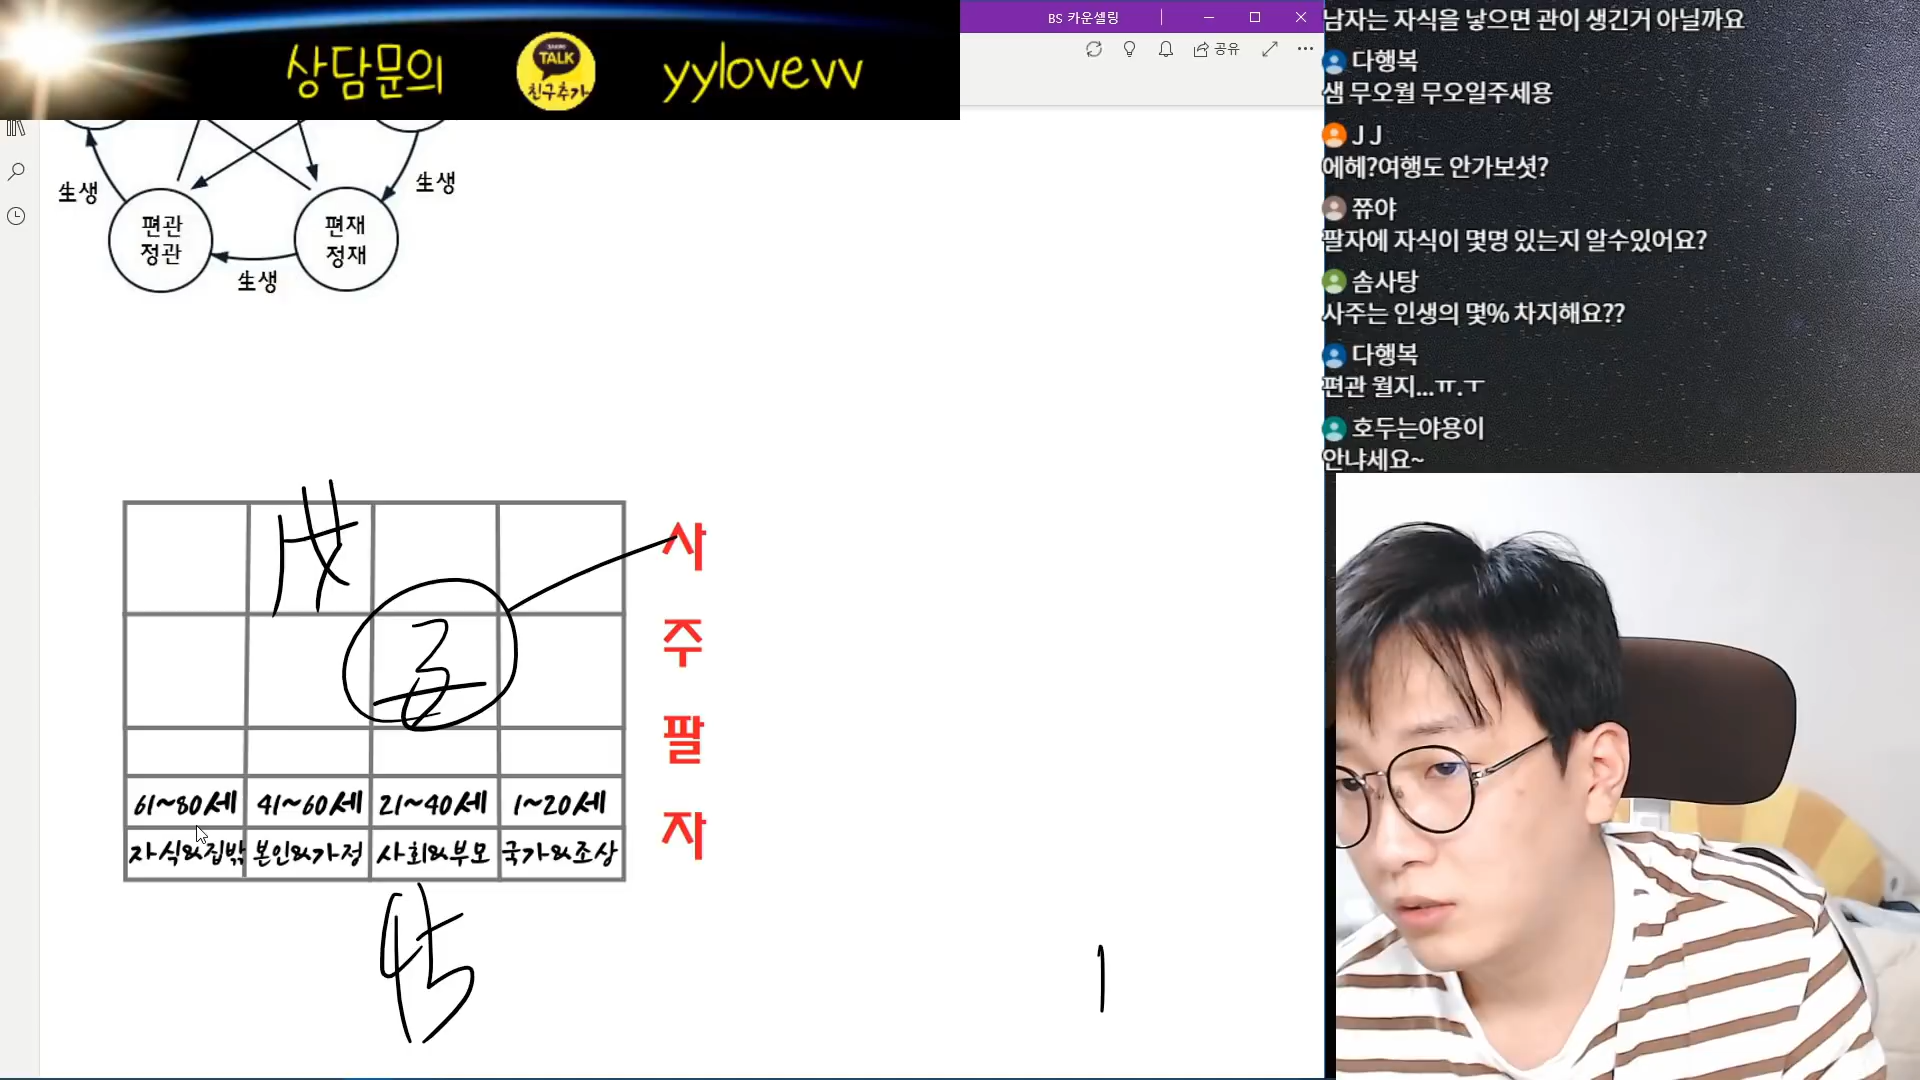 상담문의
TALK
친구추가
yylovevv
BS 카운셀링
공유
生생
生생
편관
정관
편재
정재
生생
戊
61~80세 41~60세 21~40세 1~20세
자식&집밖 본인&가정 사회&부모 국가&조상
사
주
팔
자
남자는 자식을 낳으면 관이 생긴거 아닐까요
다행복
샘 무오월 무오일주세용
J J
에헤?여행도 안가보셧?
쮸야
팔자에 자식이 몇명 있는지 알수있어요?
솜사탕
사주는 인생의 몇% 차지해요??
다행복
편관 월지...ㅠ.ㅜ
호두는야용이
안냐세요~